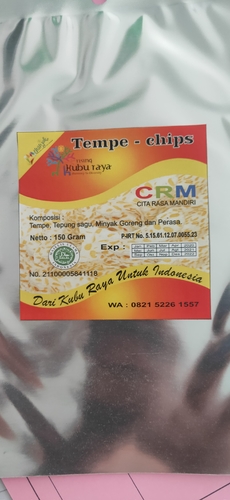 Tempe - chips
rising
kubu raya
CRM
CITA RASA MANDIRI
Komposisi :
Tempe, Tepung sagu, Minyak Goreng dan Perasa.
Netto : 150 Gram
P-IRT No. 5.15.61.12.07.0055.23
Exp :
No. 21100005641118
Dari Kubu Raya Untuk Indonesia
WA : 0821 5226 1557